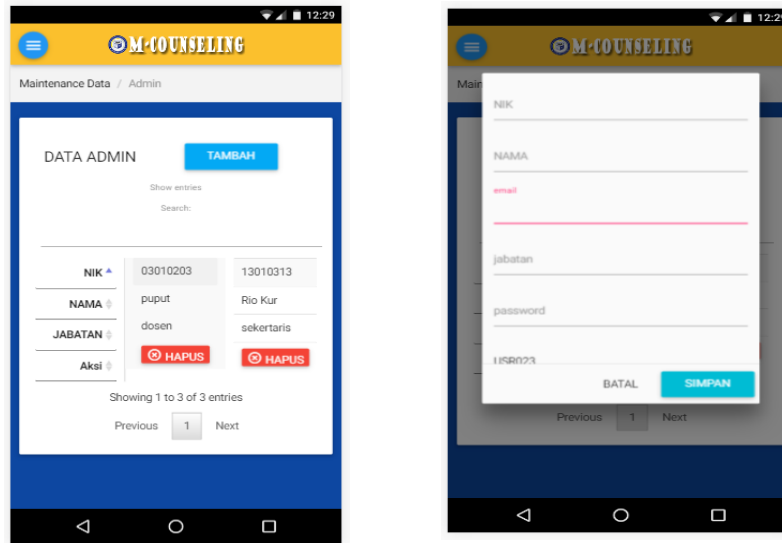 12:29
M-COUNSELING
Maintenance Data / Admin
DATA ADMIN
TAMBAH
Show entries
Search:
NIK 03010203 13010313
NAMA puput Rio Kur
JABATAN dosen sekertaris
Aksi HAPUS HAPUS
Showing 1 to 3 of 3 entries
Previous 1 Next
12:29
M-COUNSELING
Main
NIK
NAMA
email
jabatan
password
USR023
BATAL SIMPAN
Previous 1 Next